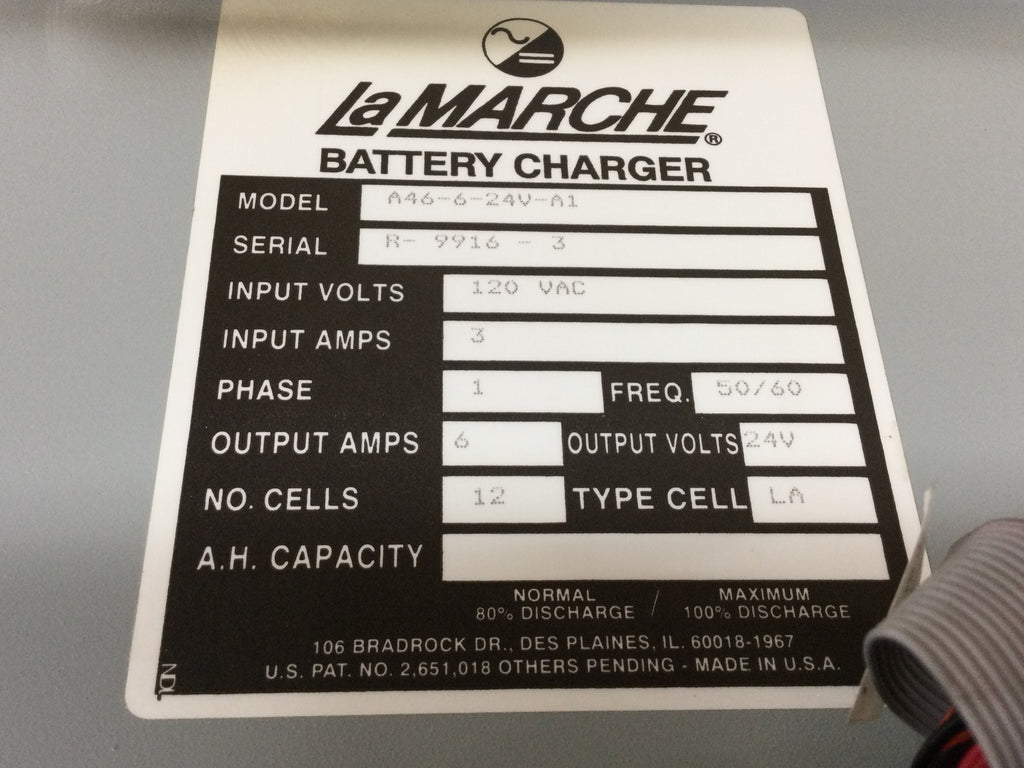 LaMARCHE®
BATTERY CHARGER
MODEL A46-6-24V-A1
SERIAL R- 9916 - 3
INPUT VOLTS 120 VAC
INPUT AMPS 3
PHASE 1 FREQ. 50/60
OUTPUT AMPS 6 OUTPUT VOLTS 24V
NO. CELLS 12 TYPE CELL LA
A.H. CAPACITY
NORMAL / MAXIMUM
80% DISCHARGE 100% DISCHARGE
106 BRADROCK DR., DES PLAINES, IL. 60018-1967
U.S. PAT. NO. 2,651,018 OTHERS PENDING - MADE IN U.S.A.
NDL